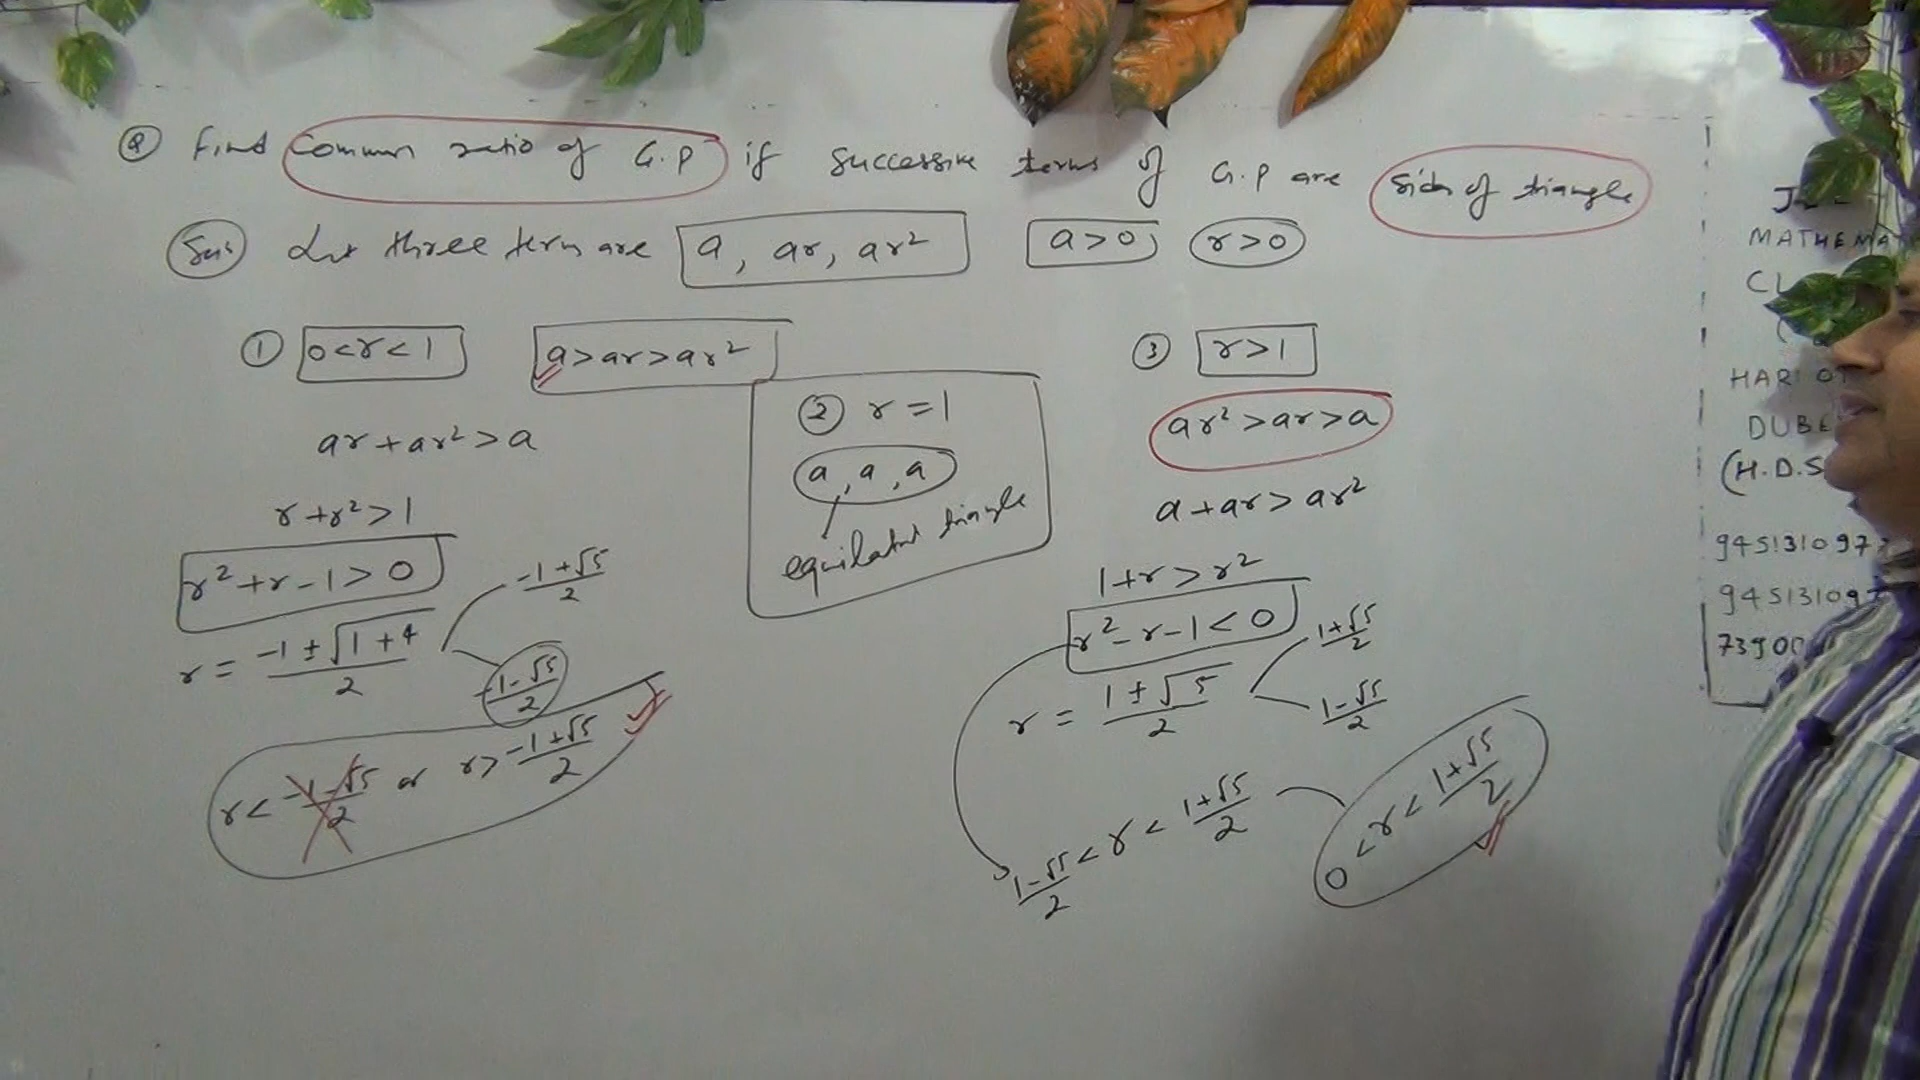 Q Find Common ratio of G.P if successive terms of G.P are sides of triangle
Let three term are a, ar, ar² a>0, r>0
① 0<r<1 a>ar>ar²
ar+ar²>a
r+r²>1
r²+r-1>0
r = (-1±√(1+4))/2
(-1+√5)/2
(-1-√5)/2
r< (-1-√5)/2 or r> (-1+√5)/2
② r=1
a, a, a
equilateral triangle
③ r>1
ar²>ar>a
a+ar>ar²
1+r>r²
r²-r-1<0
r = (1±√5)/2
(1+√5)/2
(1-√5)/2
(1-√5)/2 <r< (1+√5)/2
0<r< (1+√5)/2
MATHEMA
HARI O
DUBE
(H.D.S
945131097
945131097
7390